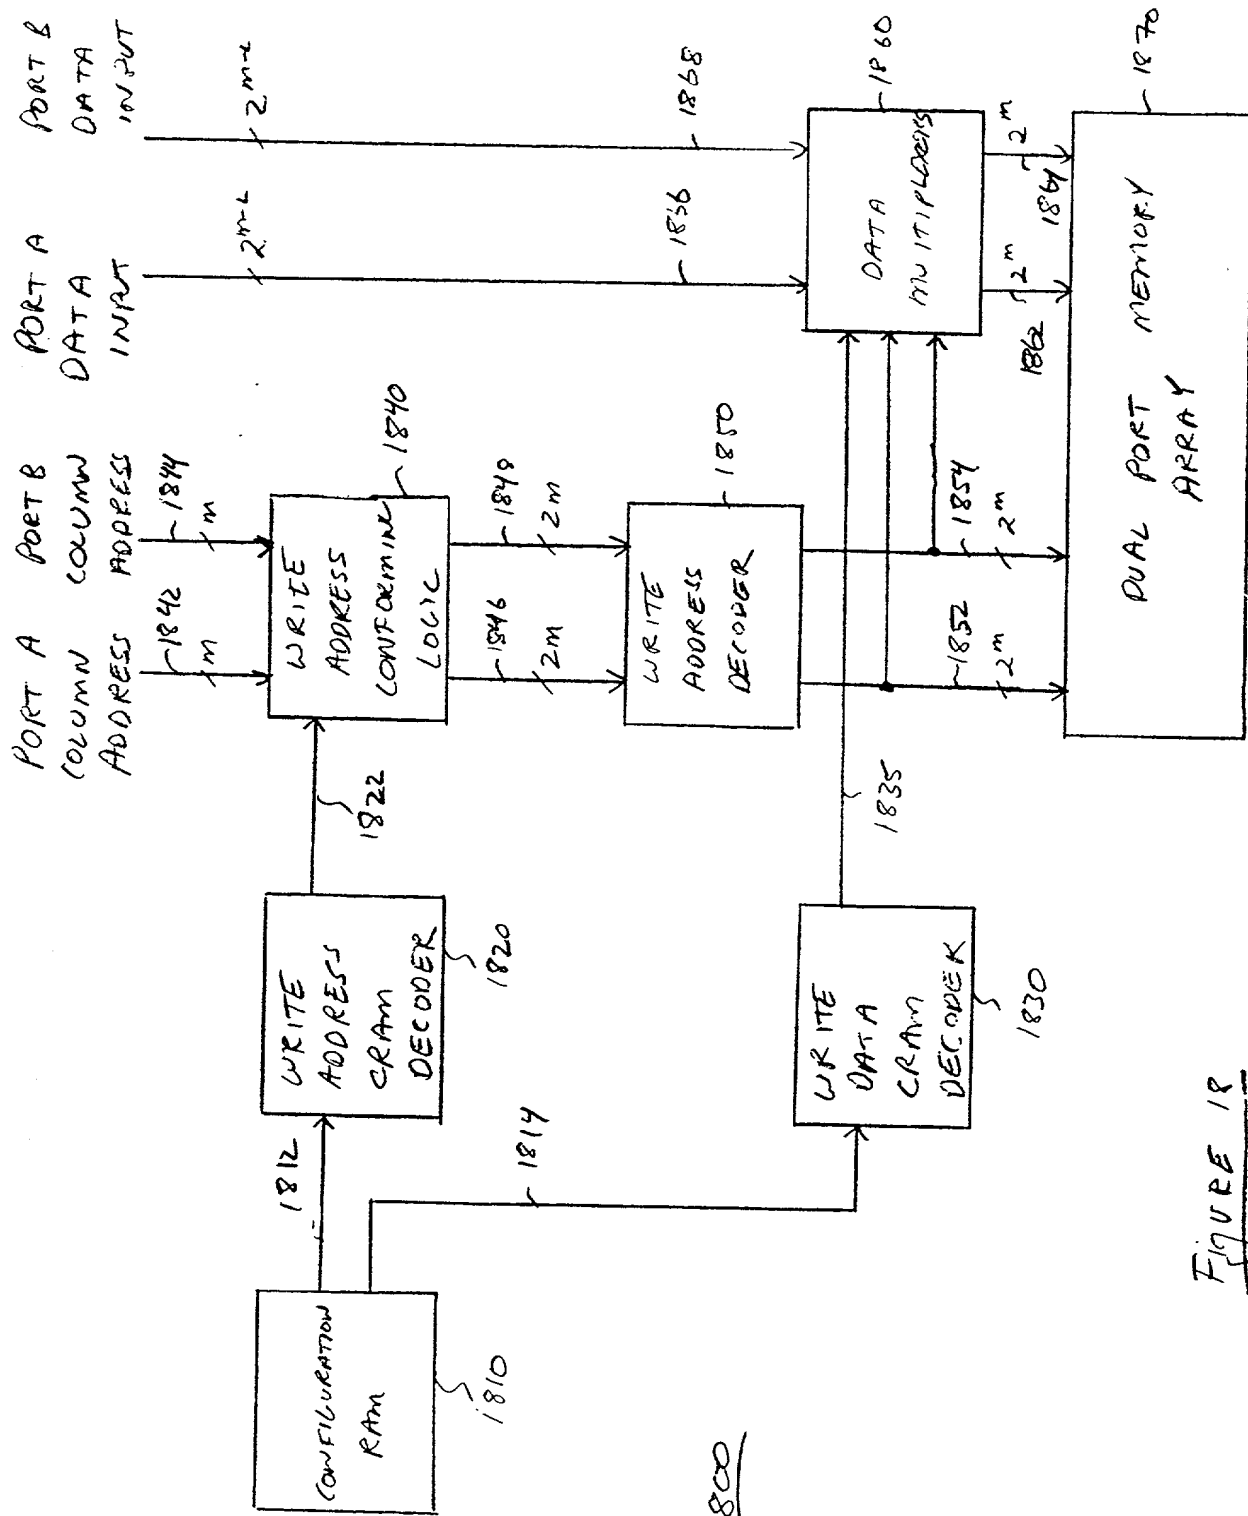 PORT A
COLUMN
ADDRESS
PORT B
COLUMN
ADDRESS
PORT A
DATA
INPUT
PORT B
DATA
INPUT
1842
m
1844
m
2^m-2
2^m-2
1812
1822
WRITE
ADDRESS
CRAM
DECODER
1820
WRITE
ADDRESS
CONFORMING
LOGIC
1840
CONFIGURATION
RAM
1810
1814
1846
2m
1848
2m
1836
1868
WRITE
ADDRESS
DECODER
1850
WRITE
DATA
CRAM
DECODER
1830
1835
DATA
MULTIPLEXERS
1860
1852
2^m
1854
2^m
1862
2^m
1864
2^m
DUAL PORT MEMORY
ARRAY
1870
800
FIGURE 18